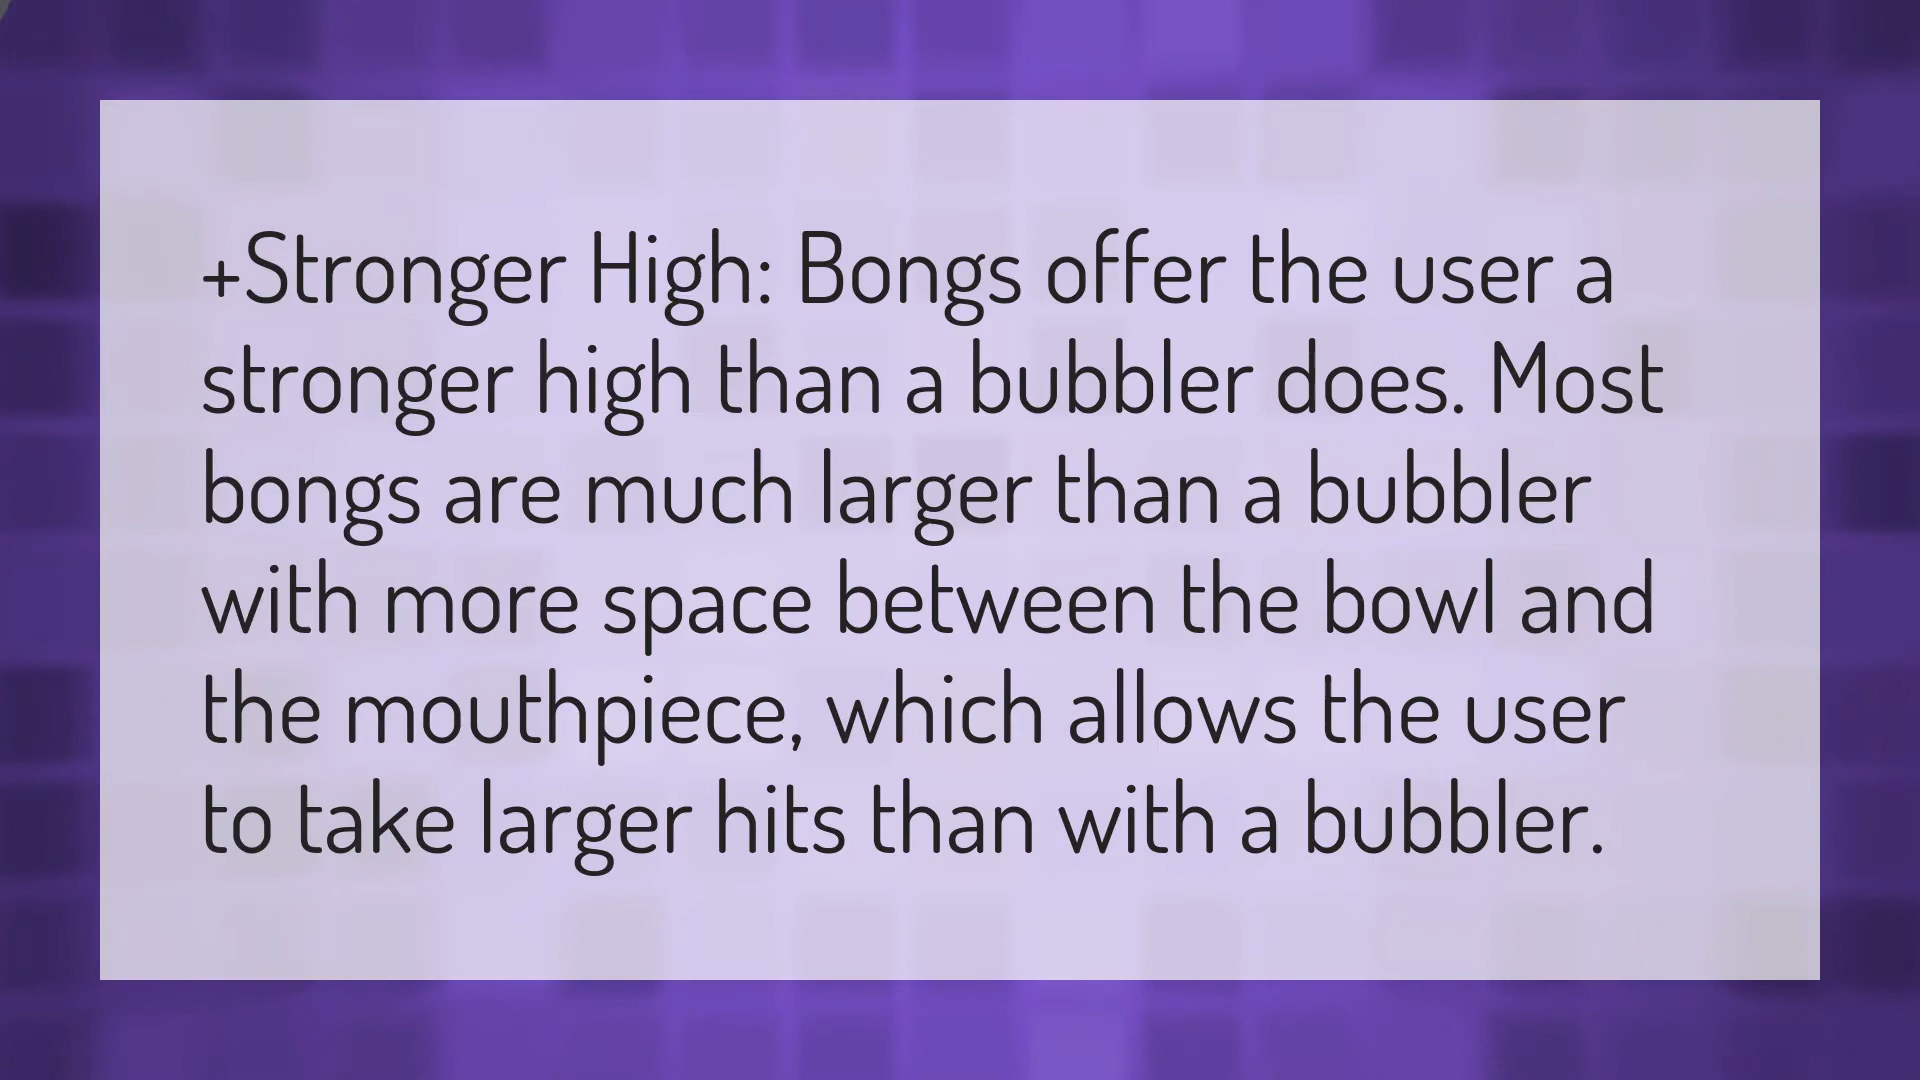 +Stronger High: Bongs offer the user a
stronger high than a bubbler does. Most
bongs are much larger than a bubbler
with more space between the bowl and
the mouthpiece, which allows the user
to take larger hits than with a bubbler.